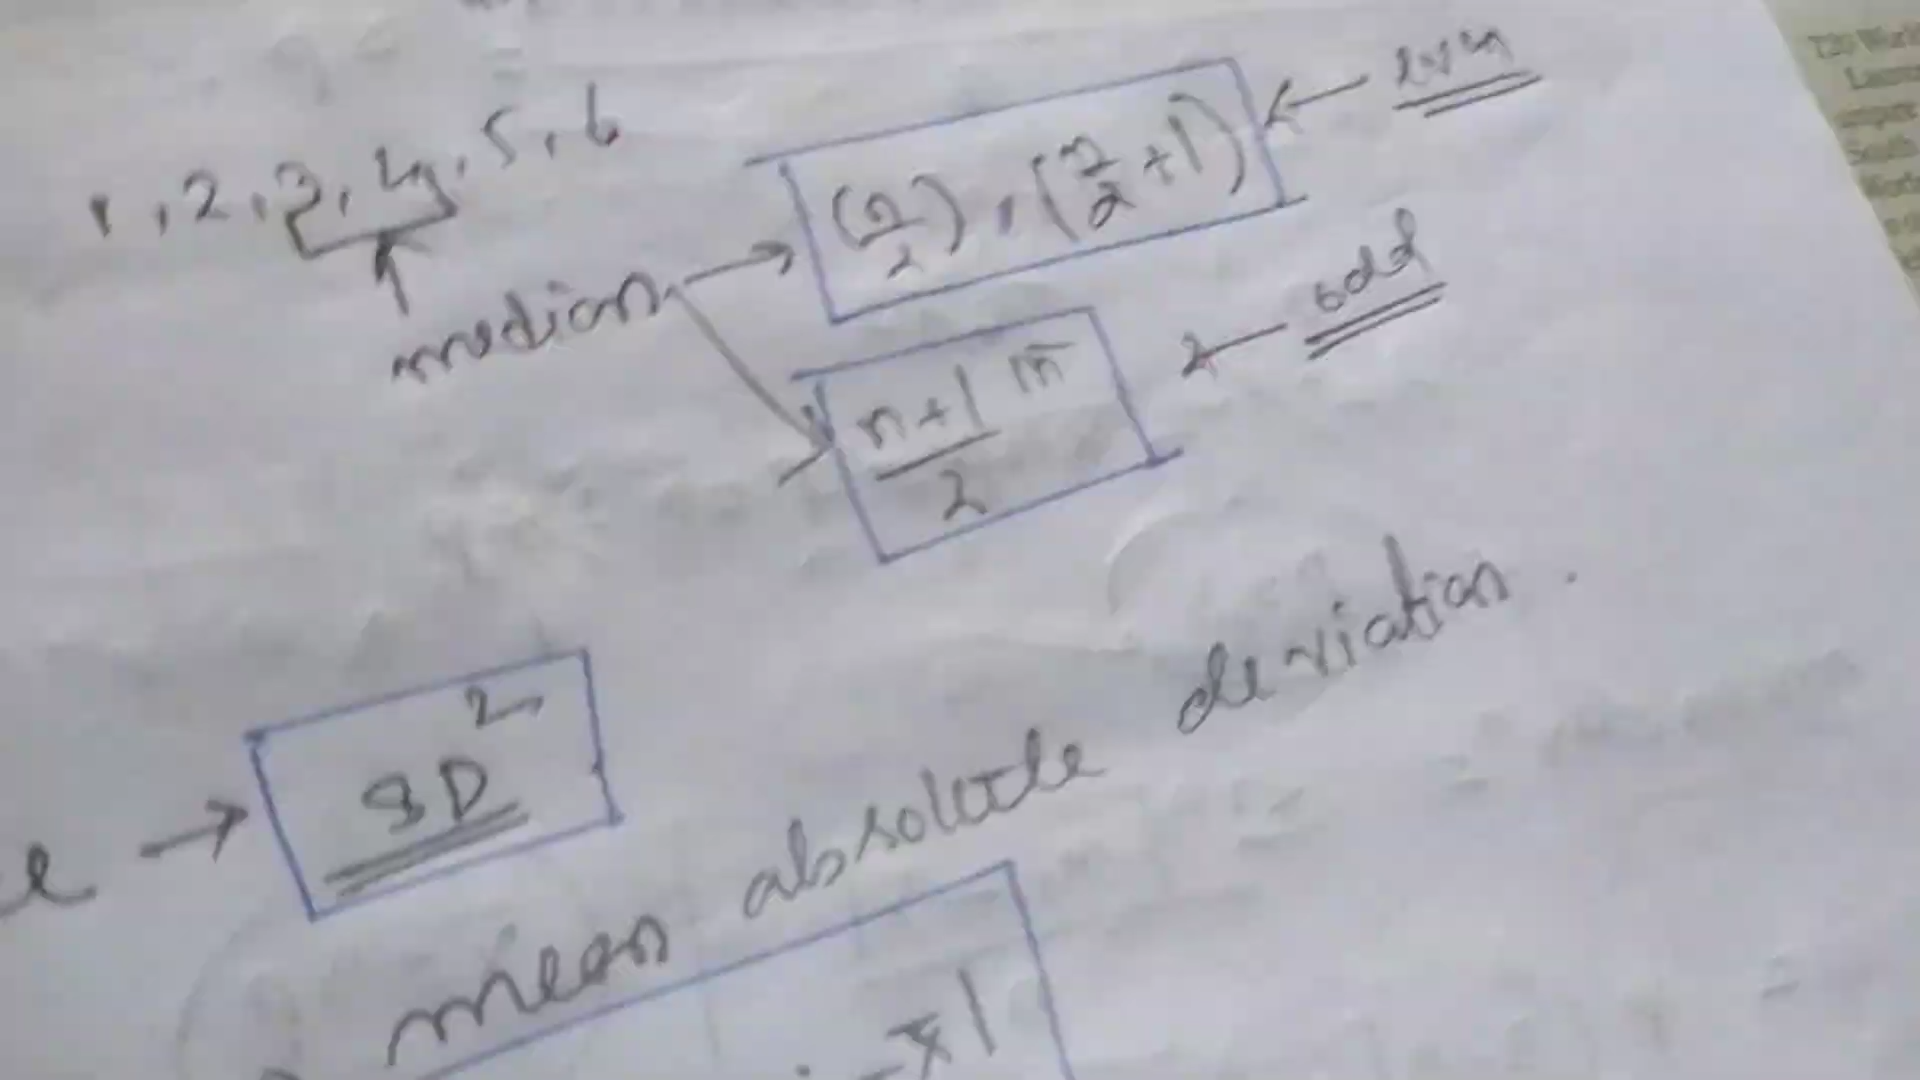 1, 2, 3, 4, 5, 6
median
(n/2), (n/2 + 1) ← even
n+1/2 th ← odd
→ SD²
mean absolute deviation.
- x̄|